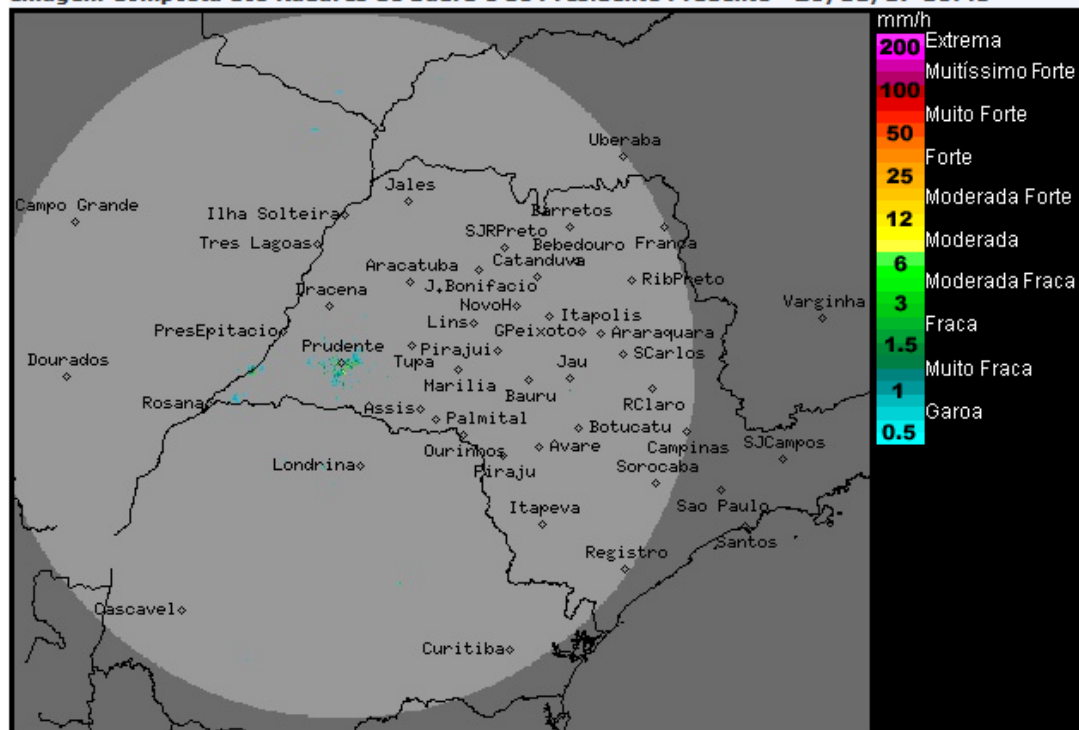 mm/h
200 Extrema
Muitíssimo Forte
100
Muito Forte
50
Forte
25
Moderada Forte
12
Moderada
6
Moderada Fraca
3
Fraca
1.5
Muito Fraca
1
Garoa
0.5
Uberaba
Jales
Campo Grande
Ilha Solteira
Barretos
SJRPreto
Tres Lagoas
Bebedouro
Franca
Catanduva
Aracatuba
RibPreto
J.Bonifacio
Dracena
NovoH
Varginha
Itapolis
Lins
PresEpitacio
GPeixoto
Araraquara
Prudente
Pirajui
SCarlos
Dourados
Tupa
Jau
Marilia
Bauru
Rosana
Assis
RClaro
Palmital
Botucatu
Ourinhos
Avare
Campinas
SJCampos
Londrina
Piraju
Sorocaba
Itapeva
Sao Paulo
Santos
Registro
Cascavel
Curitiba